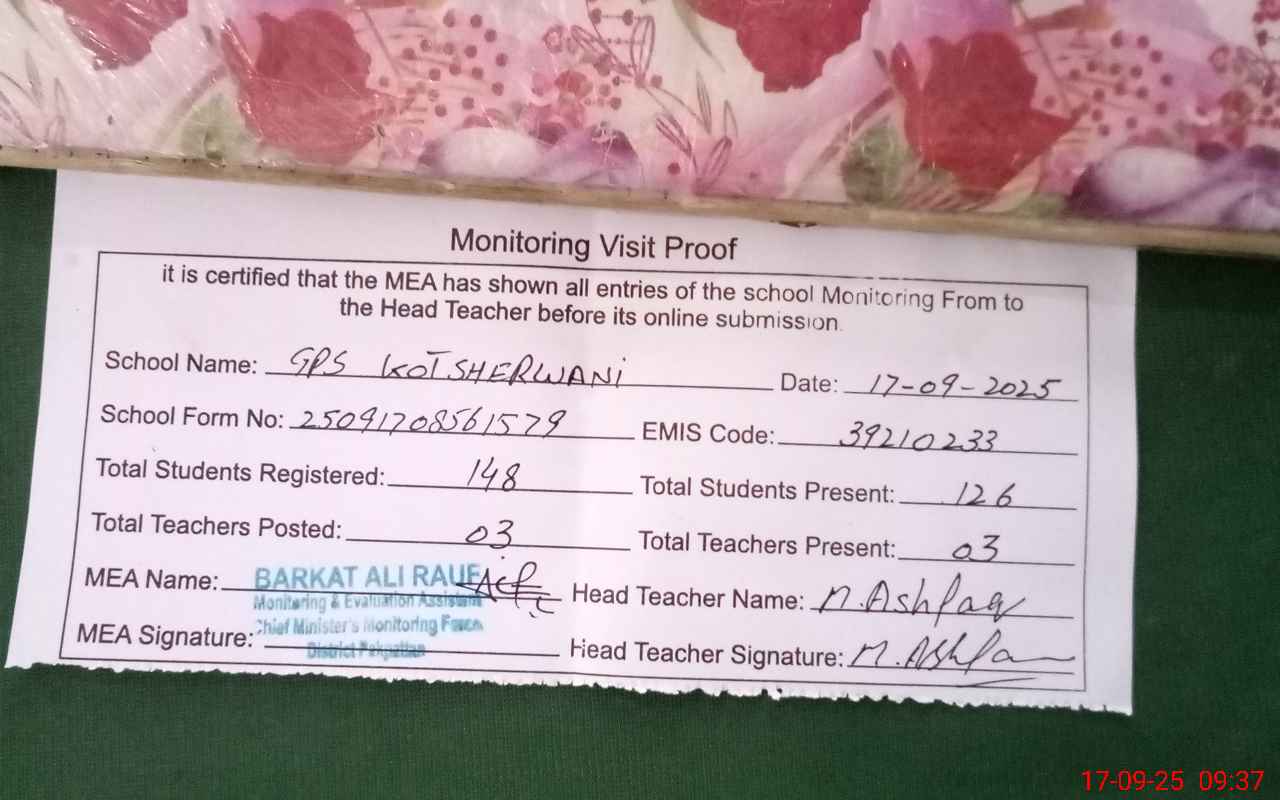 Monitoring Visit Proof
it is certified that the MEA has shown all entries of the school Monitoring From to
the Head Teacher before its online submission.
School Name: GPS KOT SHERWANI Date: 17-09-2025
School Form No: 25091708561579 EMIS Code: 39210233
Total Students Registered: 148 Total Students Present: 126
Total Teachers Posted: 03 Total Teachers Present: 03
MEA Name: BARKAT ALI RAUF Head Teacher Name: M. Ashfaq
Monitoring & Evaluation Assistant
Chief Minister's Monitoring Force
MEA Signature: Head Teacher Signature: M. Ashfaq
District Pakpattan
17-09-25 09:37